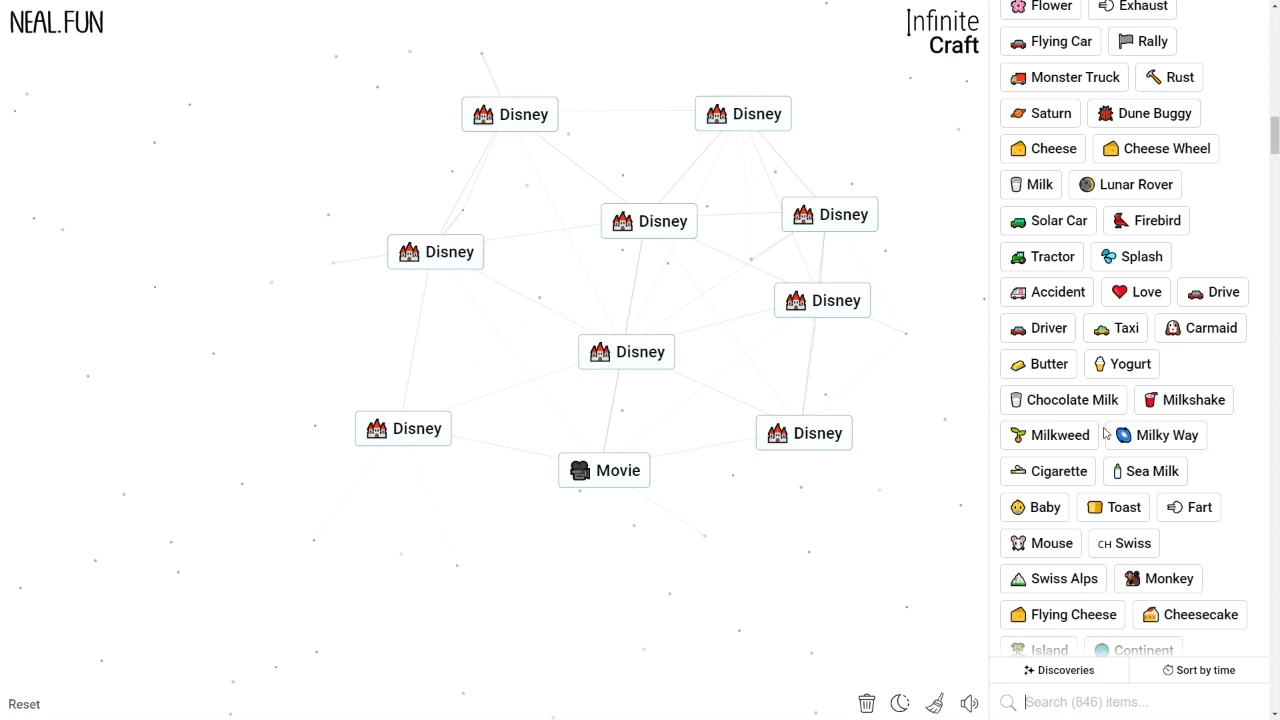 NEAL.FUN
Infinite
Craft
Disney
Disney
Disney
Disney
Disney
Disney
Disney
Disney
Disney
Movie
Reset
Flower Exhaust
Flying Car Rally
Monster Truck Rust
Saturn Dune Buggy
Cheese Cheese Wheel
Milk Lunar Rover
Solar Car Firebird
Tractor Splash
Accident Love Drive
Driver Taxi Carmaid
Butter Yogurt
Chocolate Milk Milkshake
Milkweed Milky Way
Cigarette Sea Milk
Baby Toast Fart
Mouse CH Swiss
Swiss Alps Monkey
Flying Cheese Cheesecake
Island Continent
Discoveries Sort by time
Search (846) items...